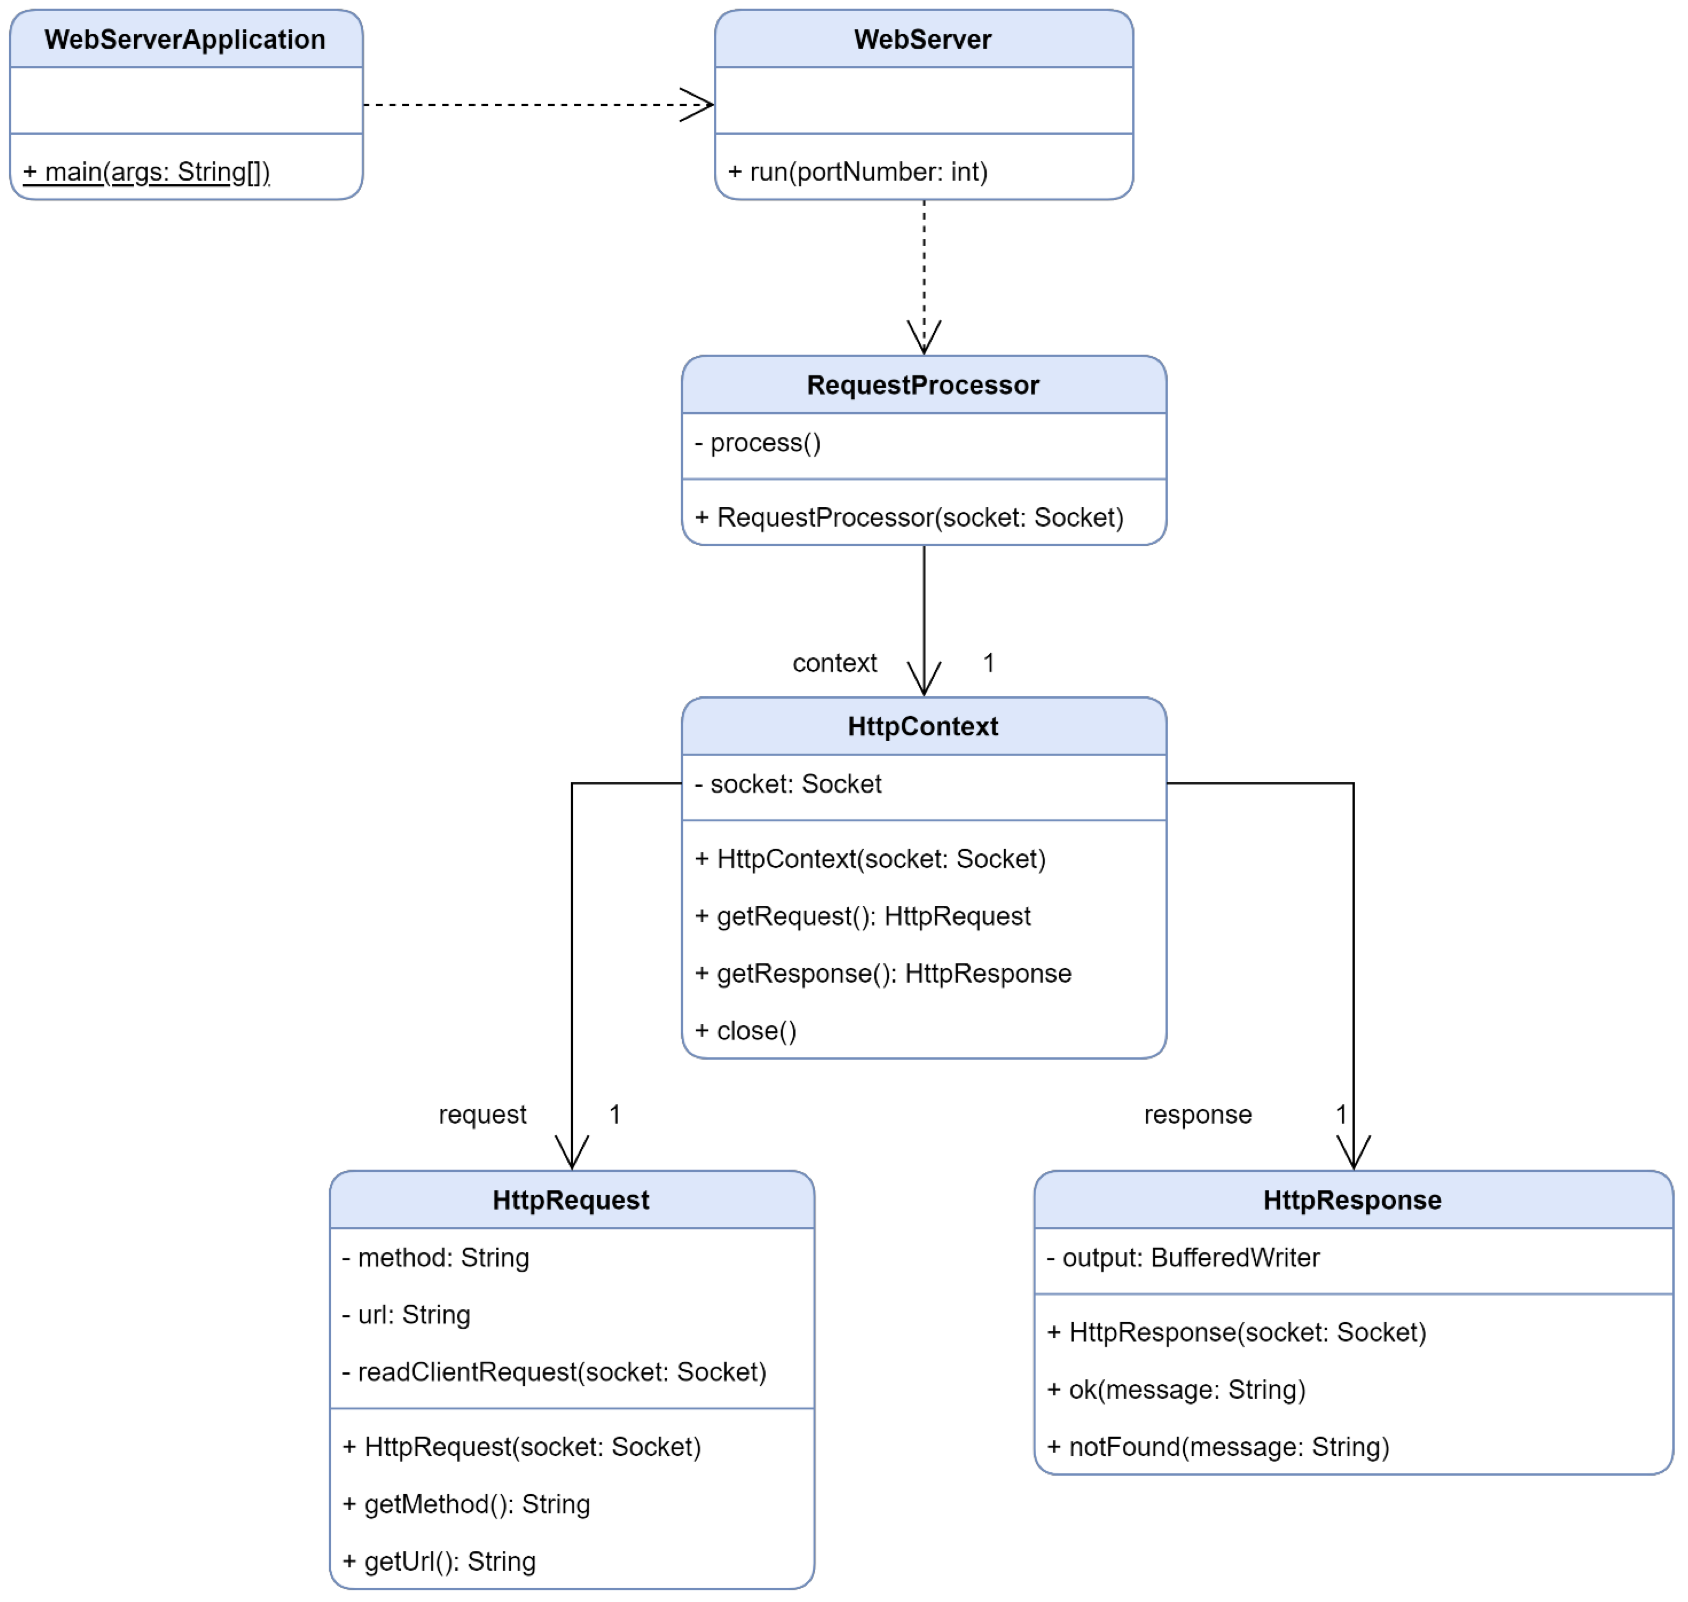 WebServerApplication
+ main(args: String[])
WebServer
+ run(portNumber: int)
RequestProcessor
- process()
+ RequestProcessor(socket: Socket)
context 1
HttpContext
- socket: Socket
+ HttpContext(socket: Socket)
+ getRequest(): HttpRequest
+ getResponse(): HttpResponse
+ close()
request 1
response 1
HttpRequest
- method: String
- url: String
- readClientRequest(socket: Socket)
+ HttpRequest(socket: Socket)
+ getMethod(): String
+ getUrl(): String
HttpResponse
- output: BufferedWriter
+ HttpResponse(socket: Socket)
+ ok(message: String)
+ notFound(message: String)